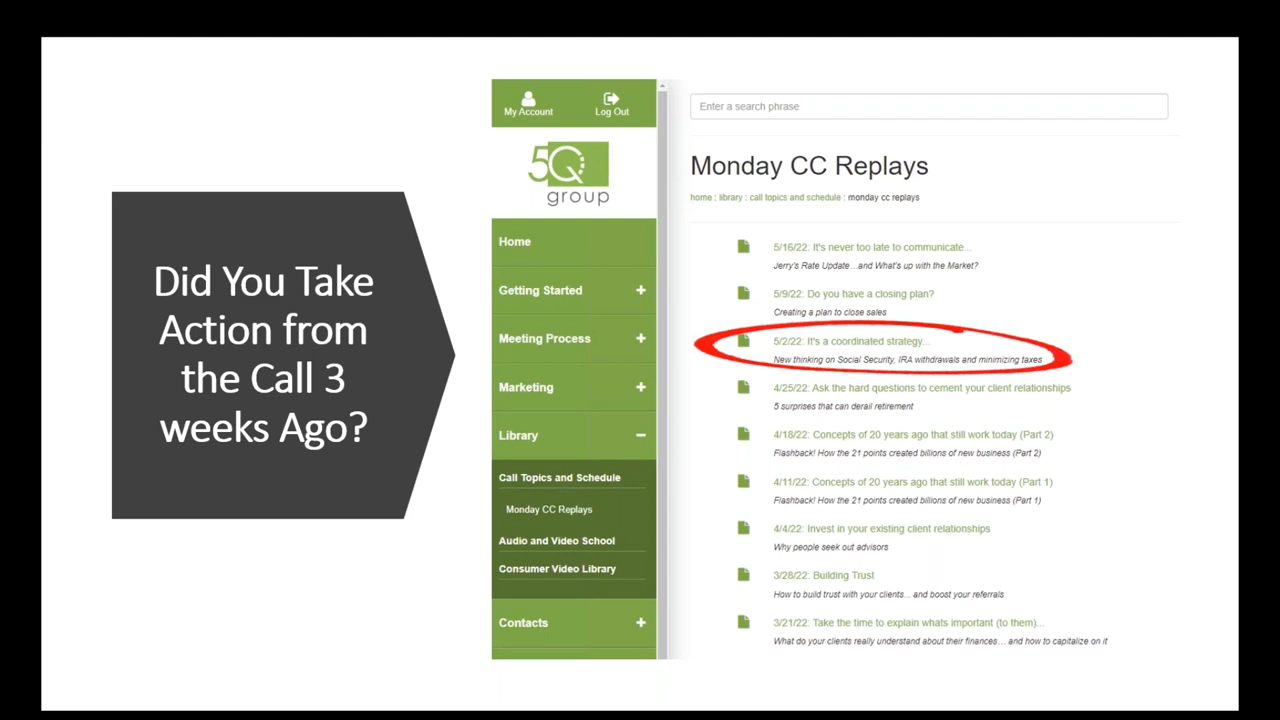 Did You Take
Action from
the Call 3
weeks Ago?
My Account
Log Out
5Q
group
Home
Getting Started +
Meeting Process +
Marketing +
Library −
Call Topics and Schedule
Monday CC Replays
Audio and Video School
Consumer Video Library
Contacts +
Enter a search phrase
Monday CC Replays
home : library : call topics and schedule : monday cc replays
5/16/22: It's never too late to communicate...
Jerry's Rate Update…and What's up with the Market?
5/9/22: Do you have a closing plan?
Creating a plan to close sales
5/2/22: It's a coordinated strategy...
New thinking on Social Security, IRA withdrawals and minimizing taxes
4/25/22: Ask the hard questions to cement your client relationships
5 surprises that can derail retirement
4/18/22: Concepts of 20 years ago that still work today (Part 2)
Flashback! How the 21 points created billions of new business (Part 2)
4/11/22: Concepts of 20 years ago that still work today (Part 1)
Flashback! How the 21 points created billions of new business (Part 1)
4/4/22: Invest in your existing client relationships
Why people seek out advisors
3/28/22: Building Trust
How to build trust with your clients... and boost your referrals
3/21/22: Take the time to explain whats important (to them)...
What do your clients really understand about their finances… and how to capitalize on it